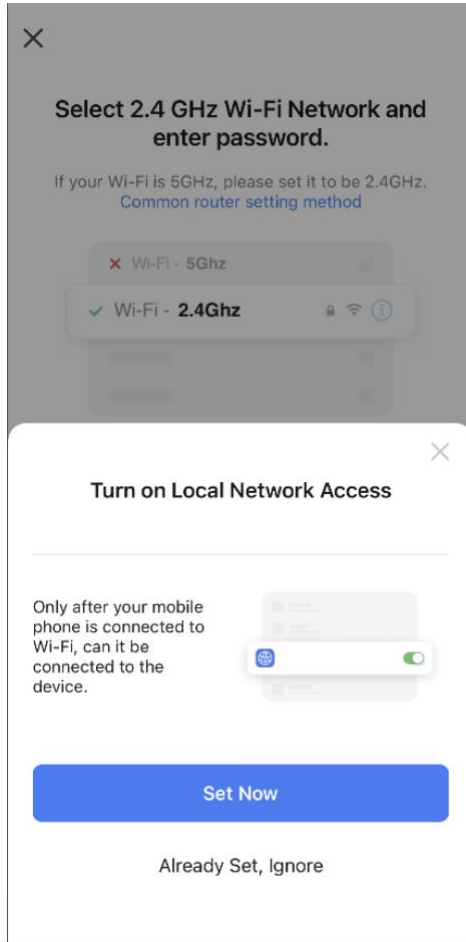 Select 2.4 GHz Wi-Fi Network and
enter password.
If your Wi-Fi is 5GHz, please set it to be 2.4GHz.
Common router setting method
Wi-Fi - 5Ghz
Wi-Fi - 2.4Ghz
Turn on Local Network Access
Only after your mobile
phone is connected to
Wi-Fi, can it be
connected to the
device.
Set Now
Already Set, Ignore